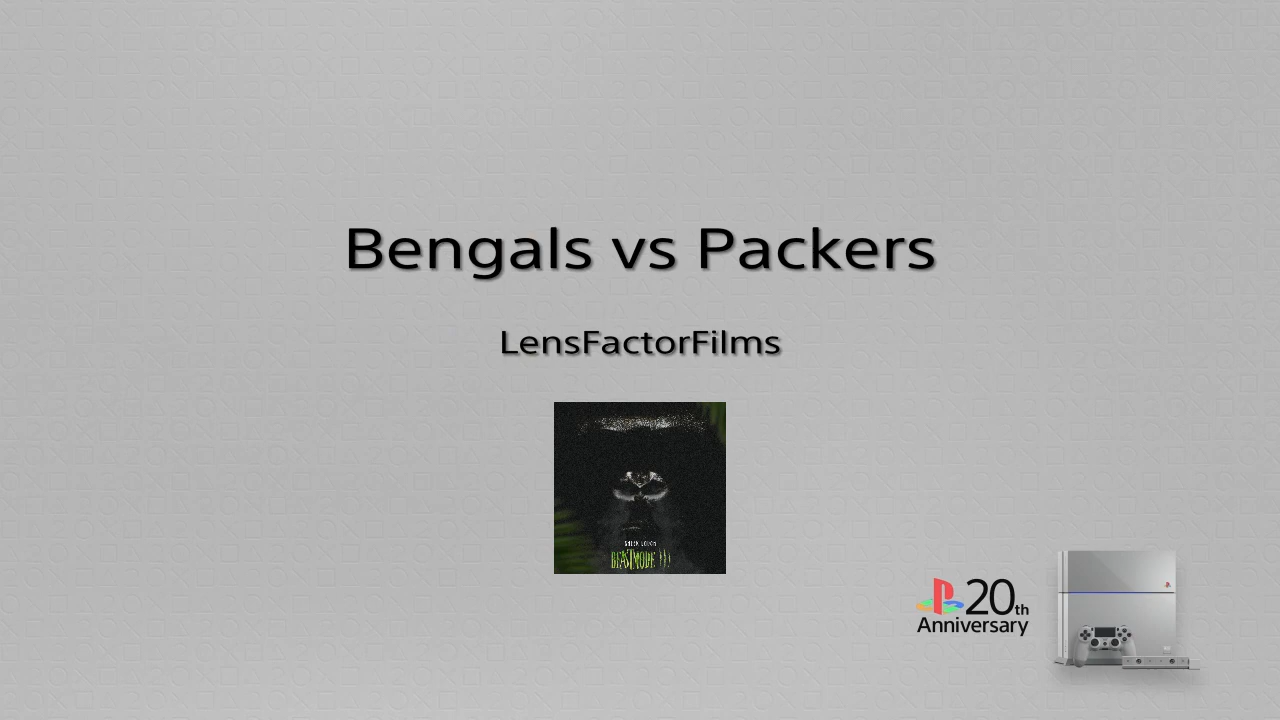 Bengals vs Packers
LensFactorFilms
BEASTMODE
20th
Anniversary